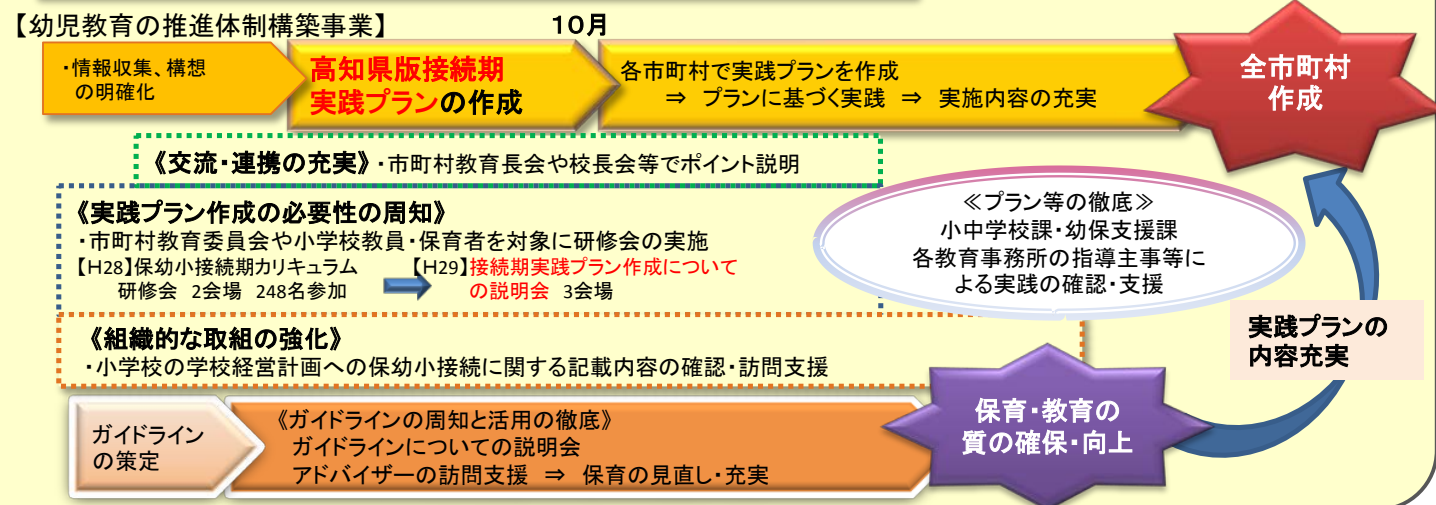 【幼児教育の推進体制構築事業】
10月
・情報収集、構想
の明確化
高知県版接続期
実践プランの作成
各市町村で実践プランを作成
⇒ プランに基づく実践 ⇒ 実施内容の充実
全市町村
作成
《交流・連携の充実》・市町村教育長会や校長会等でポイント説明
《実践プラン作成の必要性の周知》
・市町村教育委員会や小学校教員・保育者を対象に研修会の実施
【H28】保幼小接続期カリキュラム
研修会 2会場 248名参加
【H29】接続期実践プラン作成について
の説明会 3会場
≪プラン等の徹底≫
小中学校課・幼保支援課
各教育事務所の指導主事等に
よる実践の確認・支援
《組織的な取組の強化》
・小学校の学校経営計画への保幼小接続に関する記載内容の確認・訪問支援
実践プランの
内容充実
ガイドライン
の策定
《ガイドラインの周知と活用の徹底》
ガイドラインについての説明会
アドバイザーの訪問支援 ⇒ 保育の見直し・充実
保育・教育の
質の確保・向上